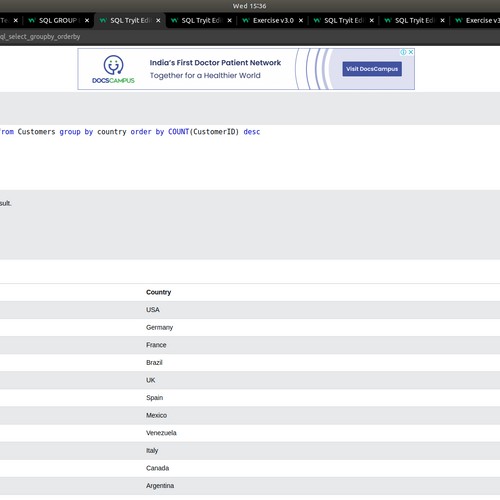 Wed 15:36
SQL GROUP
SQL Tryit Edi
SQL Tryit Edi
Exercise v3.0
SQL Tryit Edi
SQL Tryit Edi
Exercise v3
ql_select_groupby_orderby
DOCSCAMPUS
India's First Doctor Patient Network
Together for a Healthier World
Visit DocsCampus
rom Customers group by country order by COUNT(CustomerID) desc
sult.
Country
USA
Germany
France
Brazil
UK
Spain
Mexico
Venezuela
Italy
Canada
Argentina